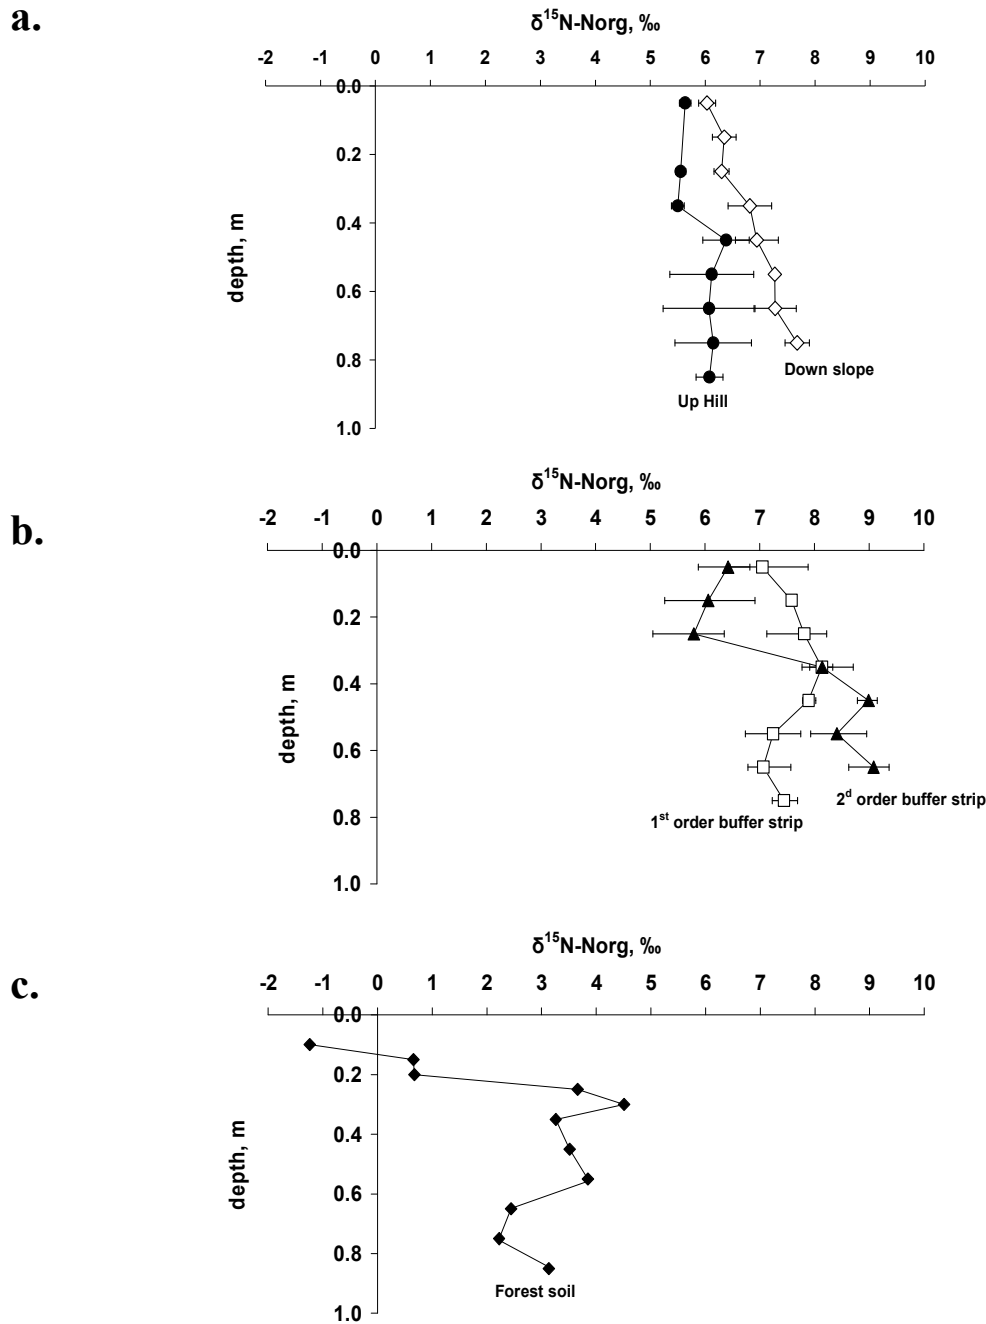 a.
δ¹⁵N-Norg, ‰
-2 -1 0 1 2 3 4 5 6 7 8 9 10
0.0
0.2
0.4
0.6
0.8
1.0
depth, m
Down slope
Up Hill
b.
δ¹⁵N-Norg, ‰
-2 -1 0 1 2 3 4 5 6 7 8 9 10
0.0
0.2
0.4
0.6
0.8
1.0
depth, m
2ᵈ order buffer strip
1ˢᵗ order buffer strip
c.
δ¹⁵N-Norg, ‰
-2 -1 0 1 2 3 4 5 6 7 8 9 10
0.0
0.2
0.4
0.6
0.8
1.0
depth, m
Forest soil